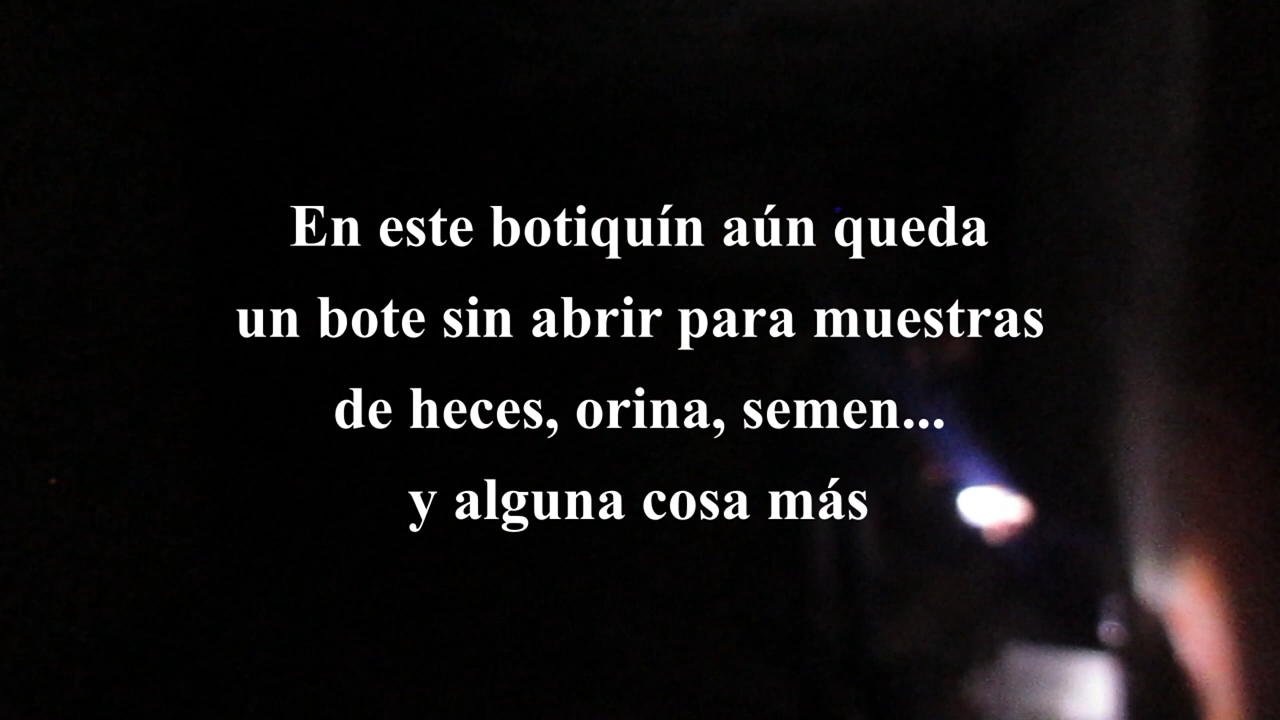 En este botiquín aún queda
un bote sin abrir para muestras
de heces, orina, semen...
y alguna cosa más